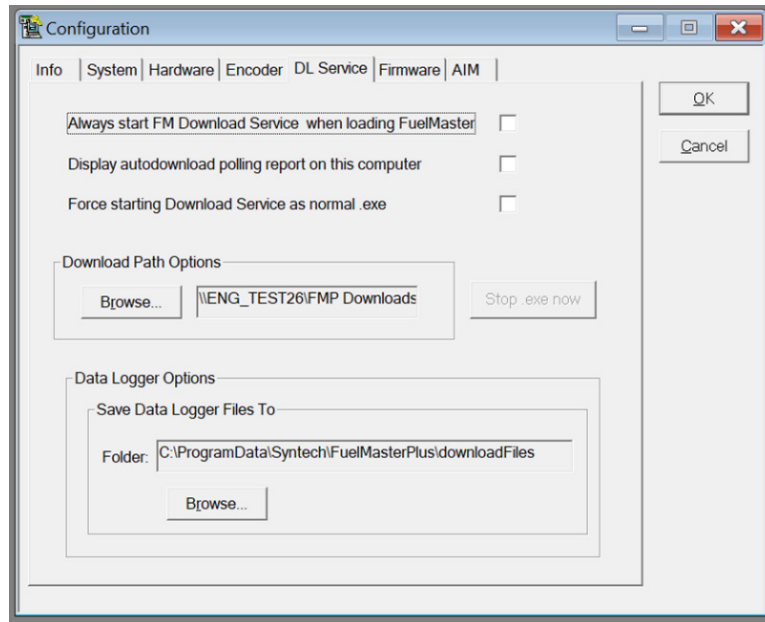 Configuration
Info System Hardware Encoder DL Service Firmware AIM
OK
Always start FM Download Service when loading FuelMaster
Cancel
Display autodownload polling report on this computer
Force starting Download Service as normal .exe
Download Path Options
Browse... \\ENG_TEST26\FMP Downloads
Stop .exe now
Data Logger Options
Save Data Logger Files To
Folder: C:\ProgramData\Syntech\FuelMasterPlus\downloadFiles
Browse...